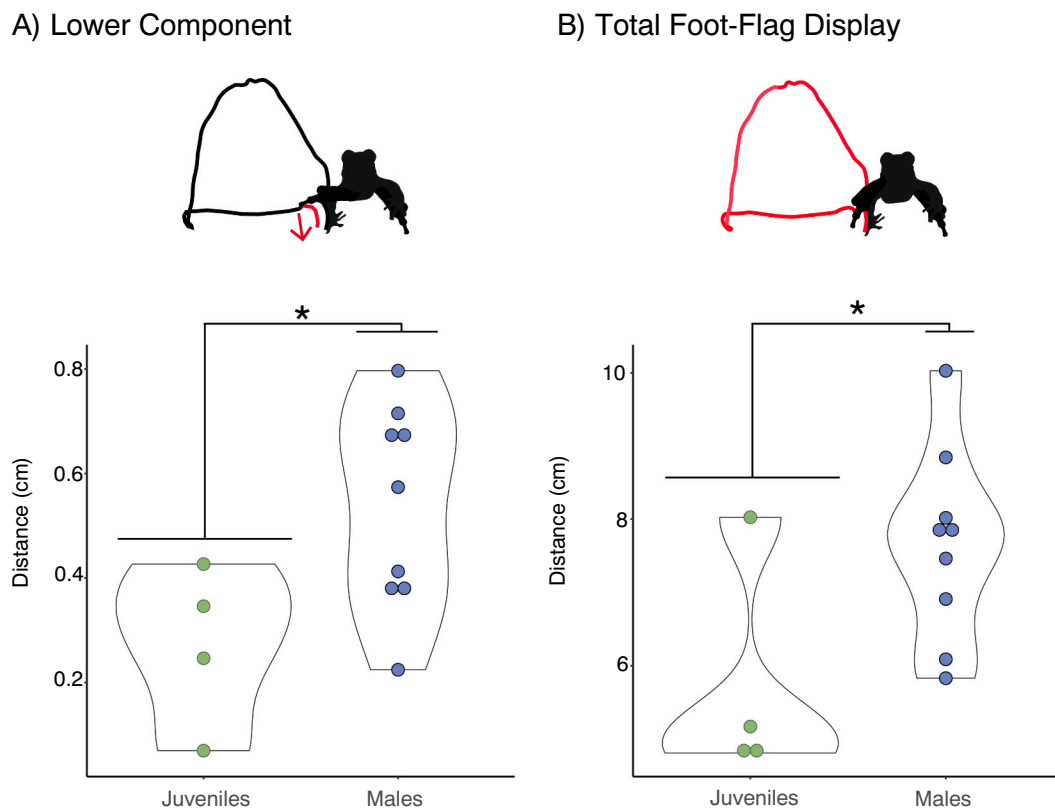 A) Lower Component
B) Total Foot-Flag Display
*
*
Distance (cm)
0.8
0.6
0.4
0.2
Juveniles
Males
Distance (cm)
10
8
6
Juveniles
Males